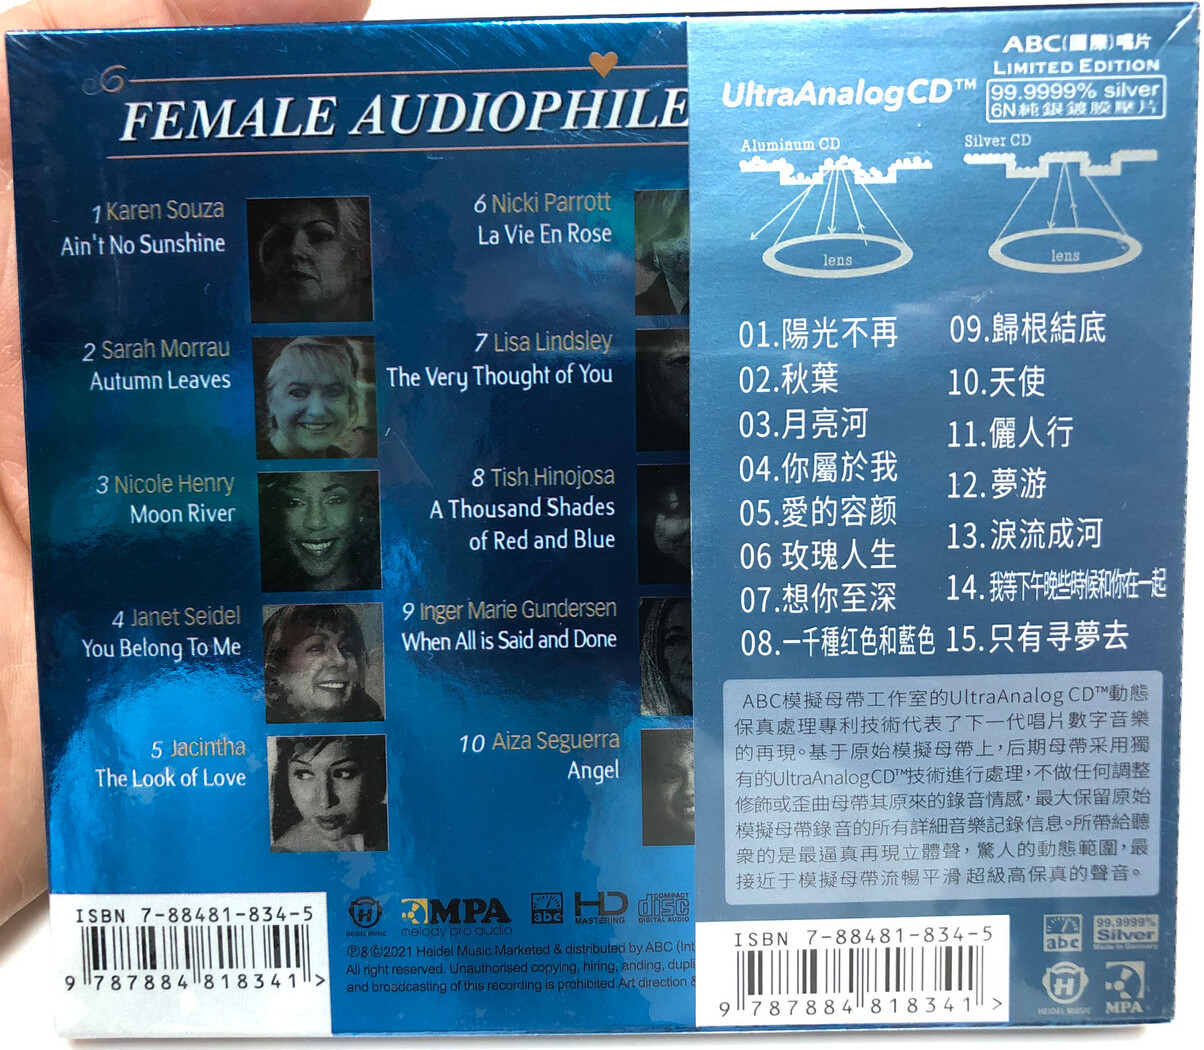 FEMALE AUDIOPHILE
1 Karen Souza
Ain't No Sunshine
2 Sarah Morrau
Autumn Leaves
3 Nicole Henry
Moon River
4 Janet Seidel
You Belong To Me
5 Jacintha
The Look of Love
6 Nicki Parrott
La Vie En Rose
7 Lisa Lindsley
The Very Thought of You
8 Tish Hinojosa
A Thousand Shades
of Red and Blue
9 Inger Marie Gundersen
When All is Said and Done
10 Aiza Seguerra
Angel
ISBN 7-88481-834-5
9 787884 818341 >
HEIDEL MUSIC
MPA
melody pro audio
abc
HD
MASTERING
COMPACT
disc
DIGITAL AUDIO
℗&©2021 Heidel Music.Marketed & distributed by ABC (Int
All right reserved. Unauthorised copying, hiring, anding, dupli
and broadcasting of this recording is prohibited.Art direction &
ABC(國際)唱片
LIMITED EDITION
UltraAnalogCD™
99.9999% silver
6N純銀鍍膜壓片
Aluminum CD
Silver CD
lens
lens
01.陽光不再
02.秋葉
03.月亮河
04.你屬於我
05.愛的容颜
06 玫瑰人生
07.想你至深
08.一千種红色和藍色
09.歸根結底
10.天使
11.儷人行
12.夢游
13.淚流成河
14.我等下午晚些時候和你在一起
15.只有寻夢去
ABC模擬母帶工作室的UltraAnalog CD™動態
保真處理專利技術代表了下一代唱片數字音樂
的再現。基于原始模擬母帶上，后期母帶采用獨
有的UltraAnalogCD™技術進行處理，不做任何調整
修飾或歪曲母帶其原來的錄音情感，最大保留原始
模擬母帶錄音的所有詳細音樂記錄信息。所帶給聽
衆的是最逼真再現立體聲，驚人的動態範圍，最
接近于模擬母帶流暢平滑 超級高保真的聲音。
ISBN 7-88481-834-5
9 787884 818341 >
abc
99.9999%
Silver
Made in Germany
HEIDEL MUSIC
MPA